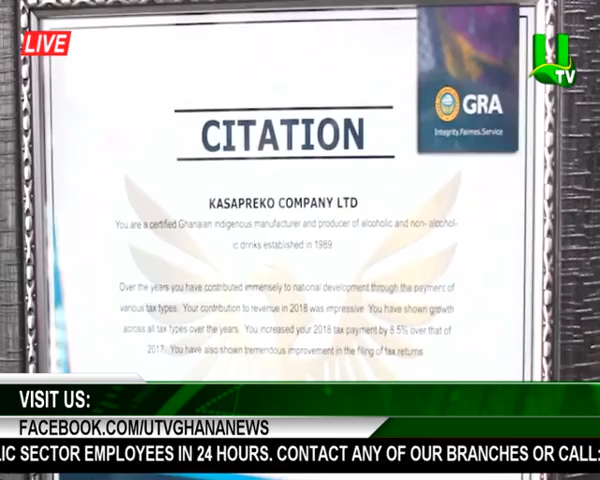 LIVE
U
TV
GRA
Integrity.Fairnes.Service
CITATION
KASAPREKO COMPANY LTD
You are a certified Ghanaian indigenous manufacturer and producer of alcoholic and non- alcohol-
ic drinks established in 1989
Over the years you have contributed immensely to national development through the payment of
various tax types. Your contribution to revenue in 2018 was impressive. You have shown growth
across all tax types over the years. You increased your 2018 tax payment by 8.5% over that of
2017. You have also shown tremendous improvement in the filing of tax returns
VISIT US:
FACEBOOK.COM/UTVGHANANEWS
LIC SECTOR EMPLOYEES IN 24 HOURS. CONTACT ANY OF OUR BRANCHES OR CALL: